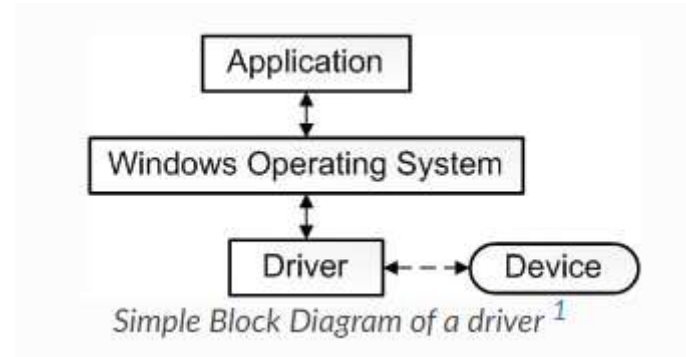 Application
Windows Operating System
Driver
Device
Simple Block Diagram of a driver 1